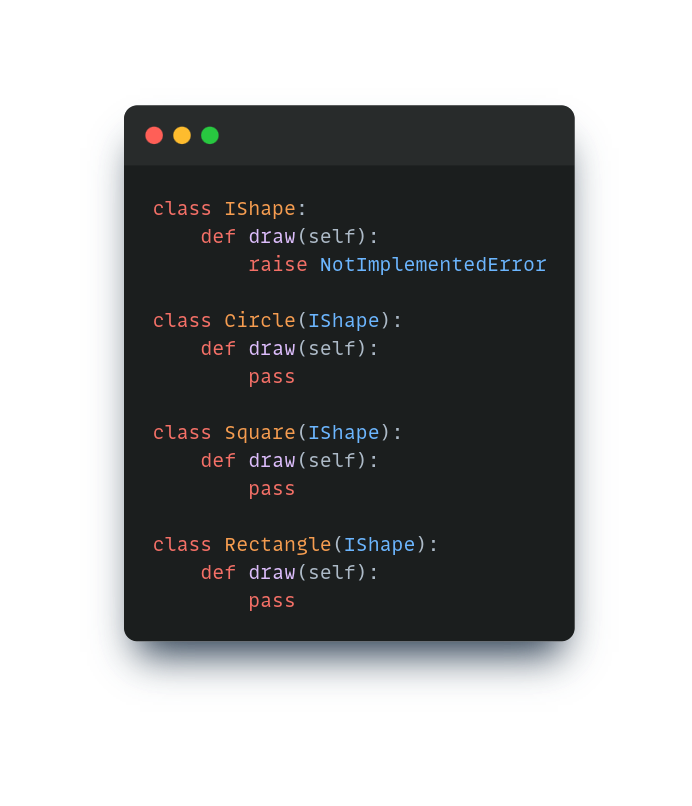 class IShape:
    def draw(self):
        raise NotImplementedError
class Circle(IShape):
    def draw(self):
        pass
class Square(IShape):
    def draw(self):
        pass
class Rectangle(IShape):
    def draw(self):
        pass